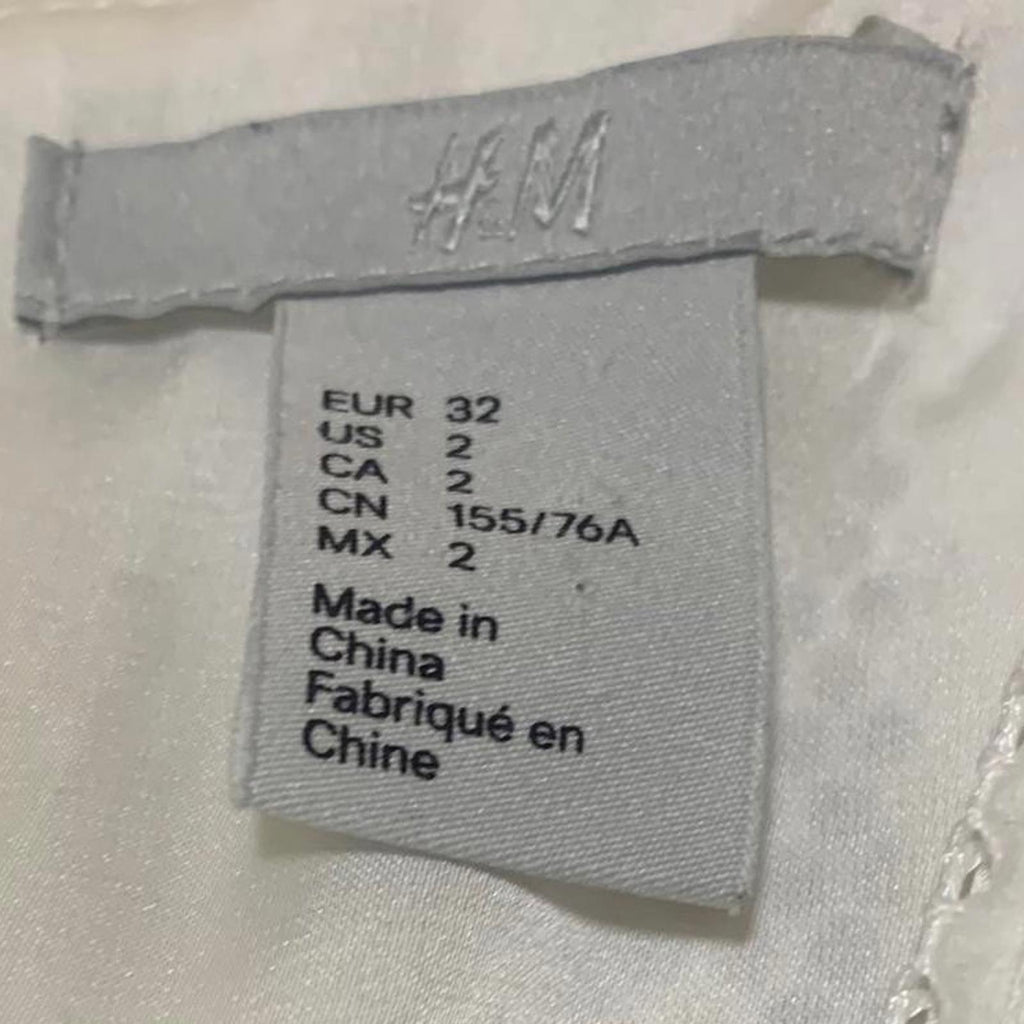 H&M
EUR 32
US 2
CA 2
CN 155/76A
MX 2
Made in
China
Fabriqué en
Chine